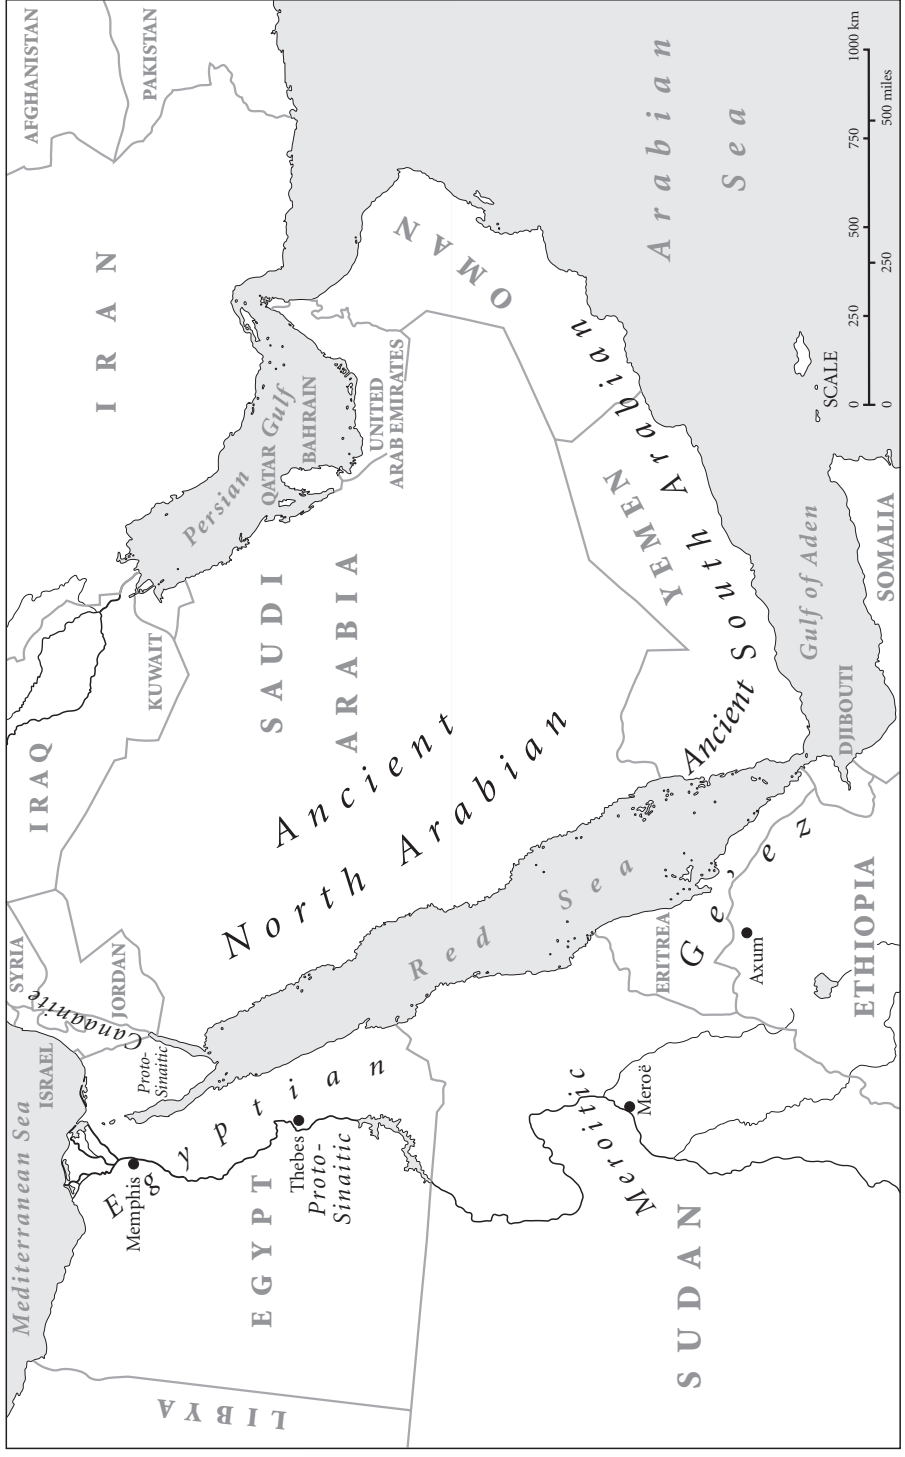 Mediterranean Sea
SYRIA
IRAQ
IRAN
AFGHANISTAN
PAKISTAN
ISRAEL
Canaanite
JORDAN
KUWAIT
Proto-
Sinaitic
Persian Gulf
QATAR
BAHRAIN
UNITED
ARAB EMIRATES
OMAN
LIBYA
EGYPT
Memphis
Egyptian
Thebes
Proto-
Sinaitic
SAUDI
ARABIA
Ancient
North Arabian
Red Sea
YEMEN
Ancient South Arabian
Arabian
Sea
SUDAN
Meroitic
Meroë
ERITREA
Ge’ez
Axum
ETHIOPIA
DJIBOUTI
Gulf of Aden
SOMALIA
SCALE
0 250 500 750 1000 km
0 250 500 miles